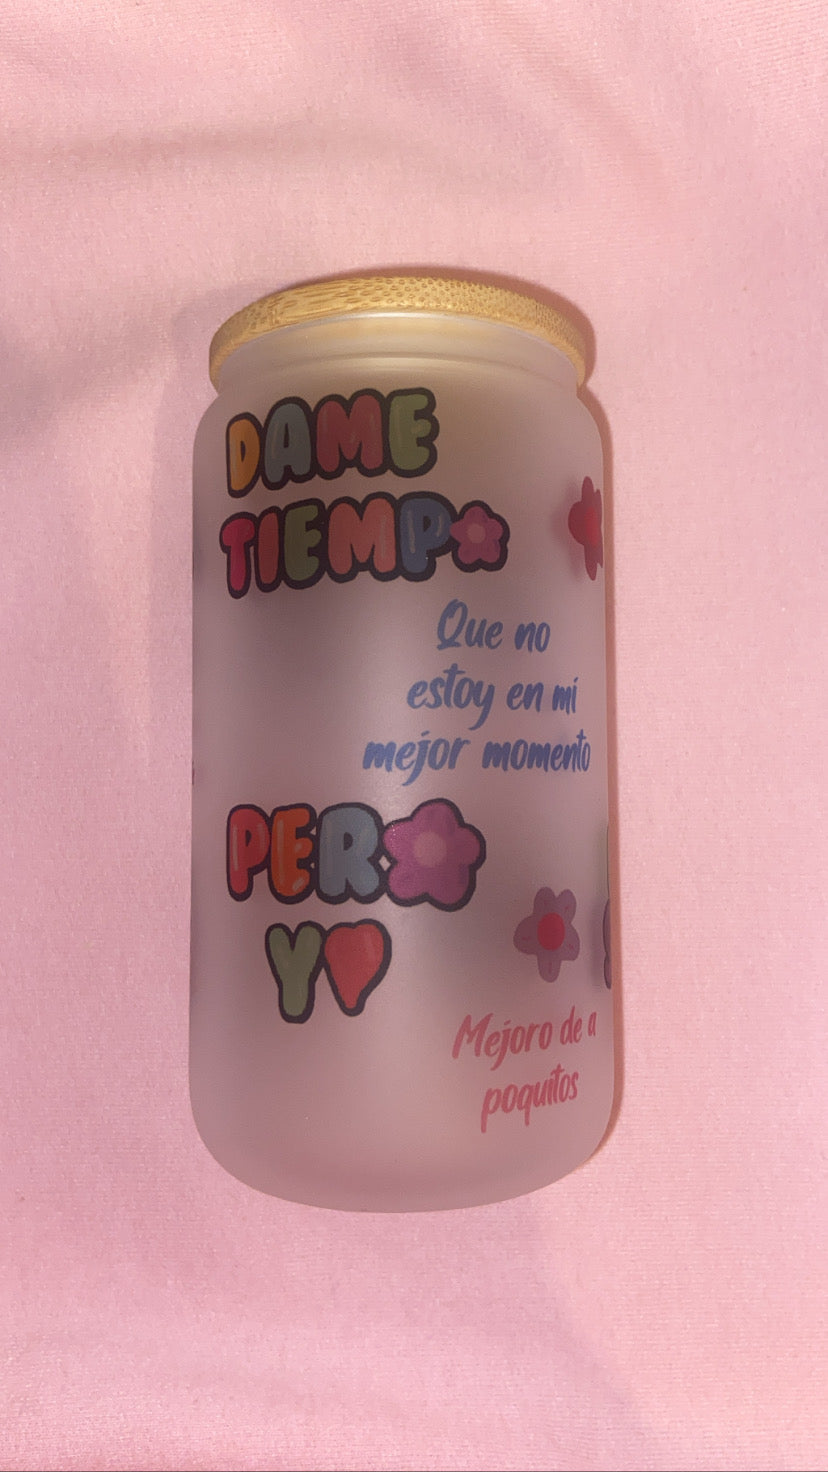 DAME
TIEMPO
Que no
estoy en mi
mejor momento
PERO
YO
Mejoro de a
poquitos